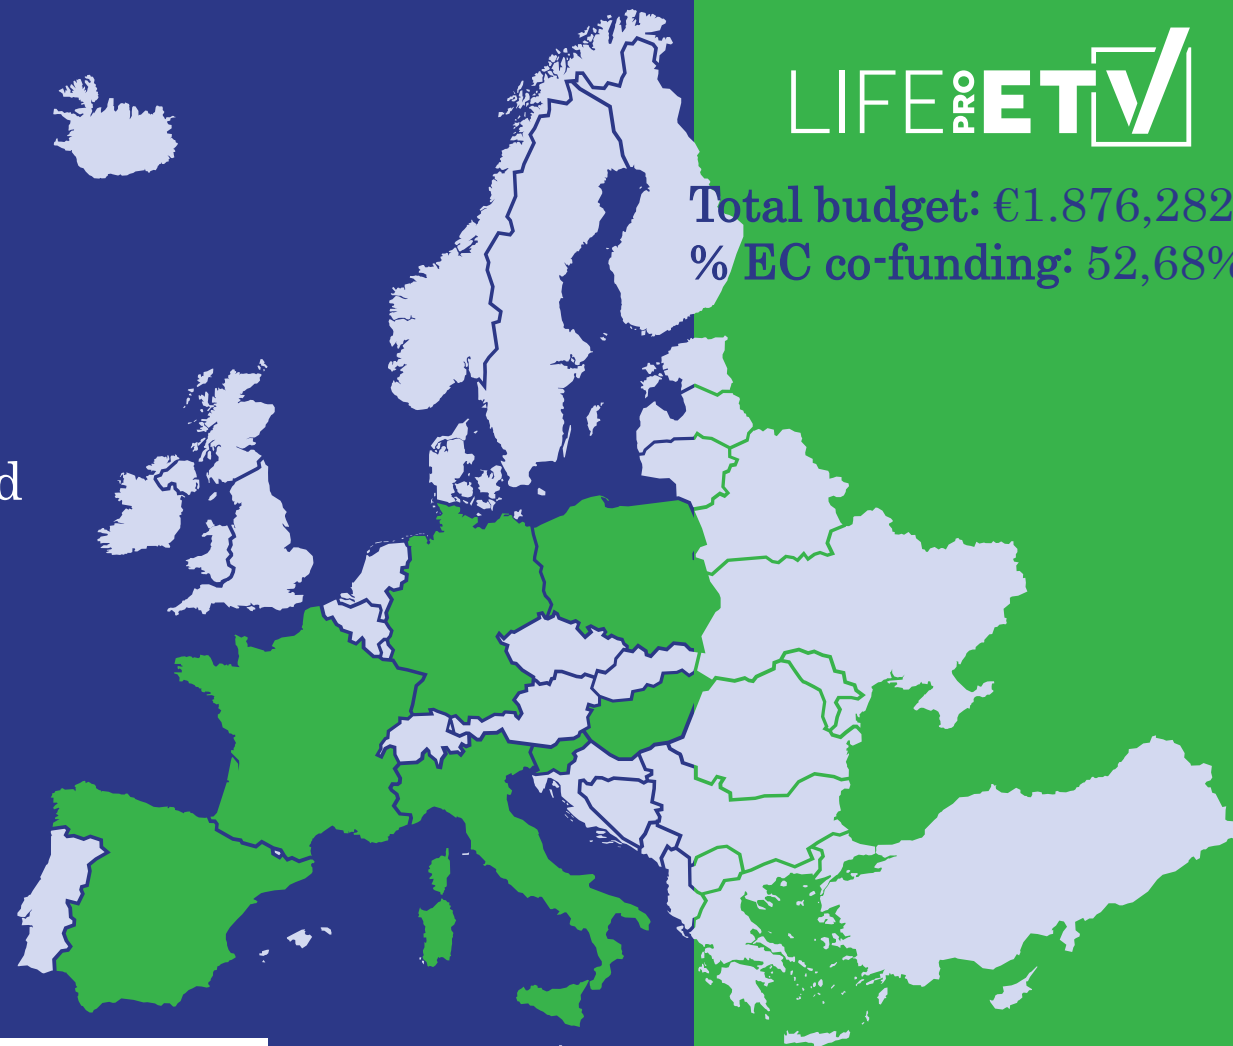 LIFE PRO ETV
Total budget: €1.876,282
% EC co-funding: 52,68%
d